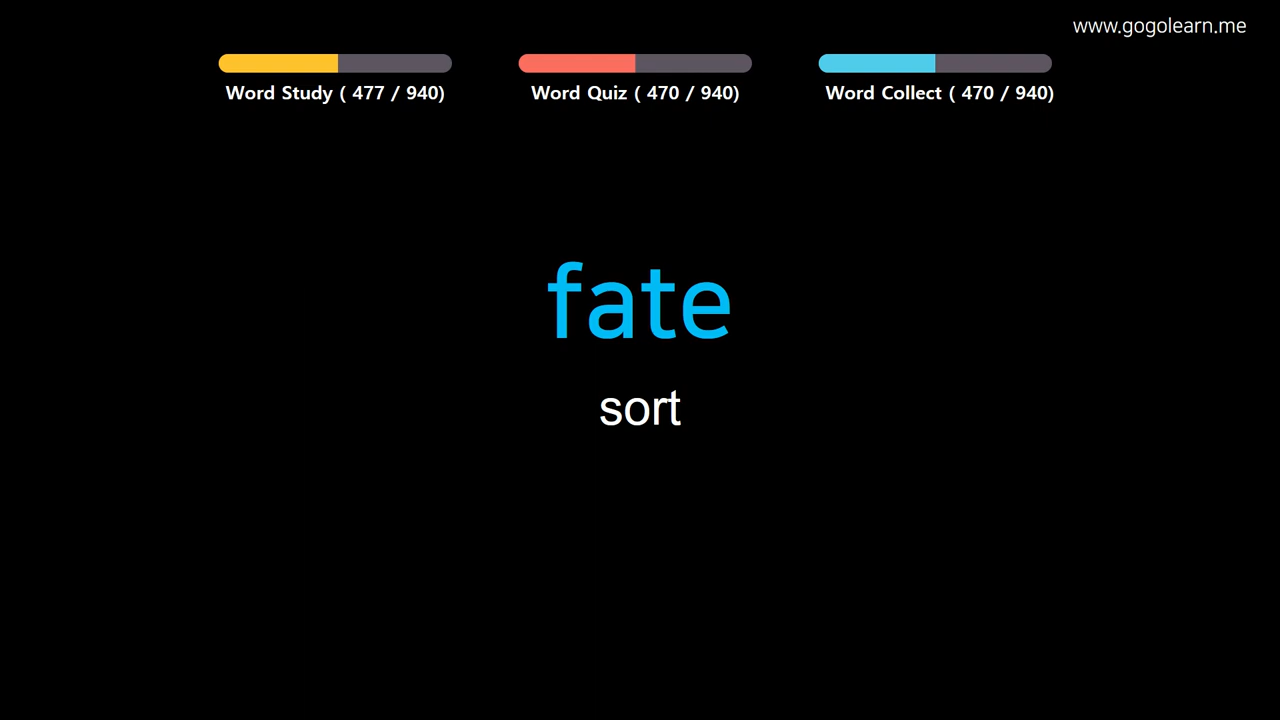 www.gogolearn.me
Word Study ( 477 / 940)
Word Quiz ( 470 / 940)
Word Collect ( 470 / 940)
fate
sort